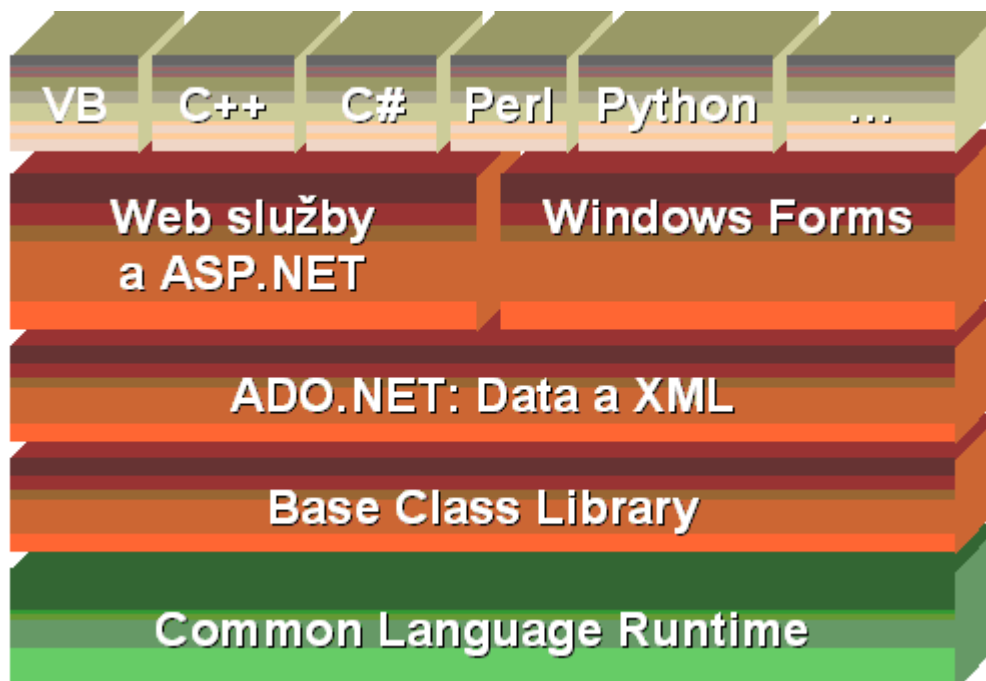 VB C++ C# Perl Python ...
Web služby
a ASP.NET
Windows Forms
ADO.NET: Data a XML
Base Class Library
Common Language Runtime